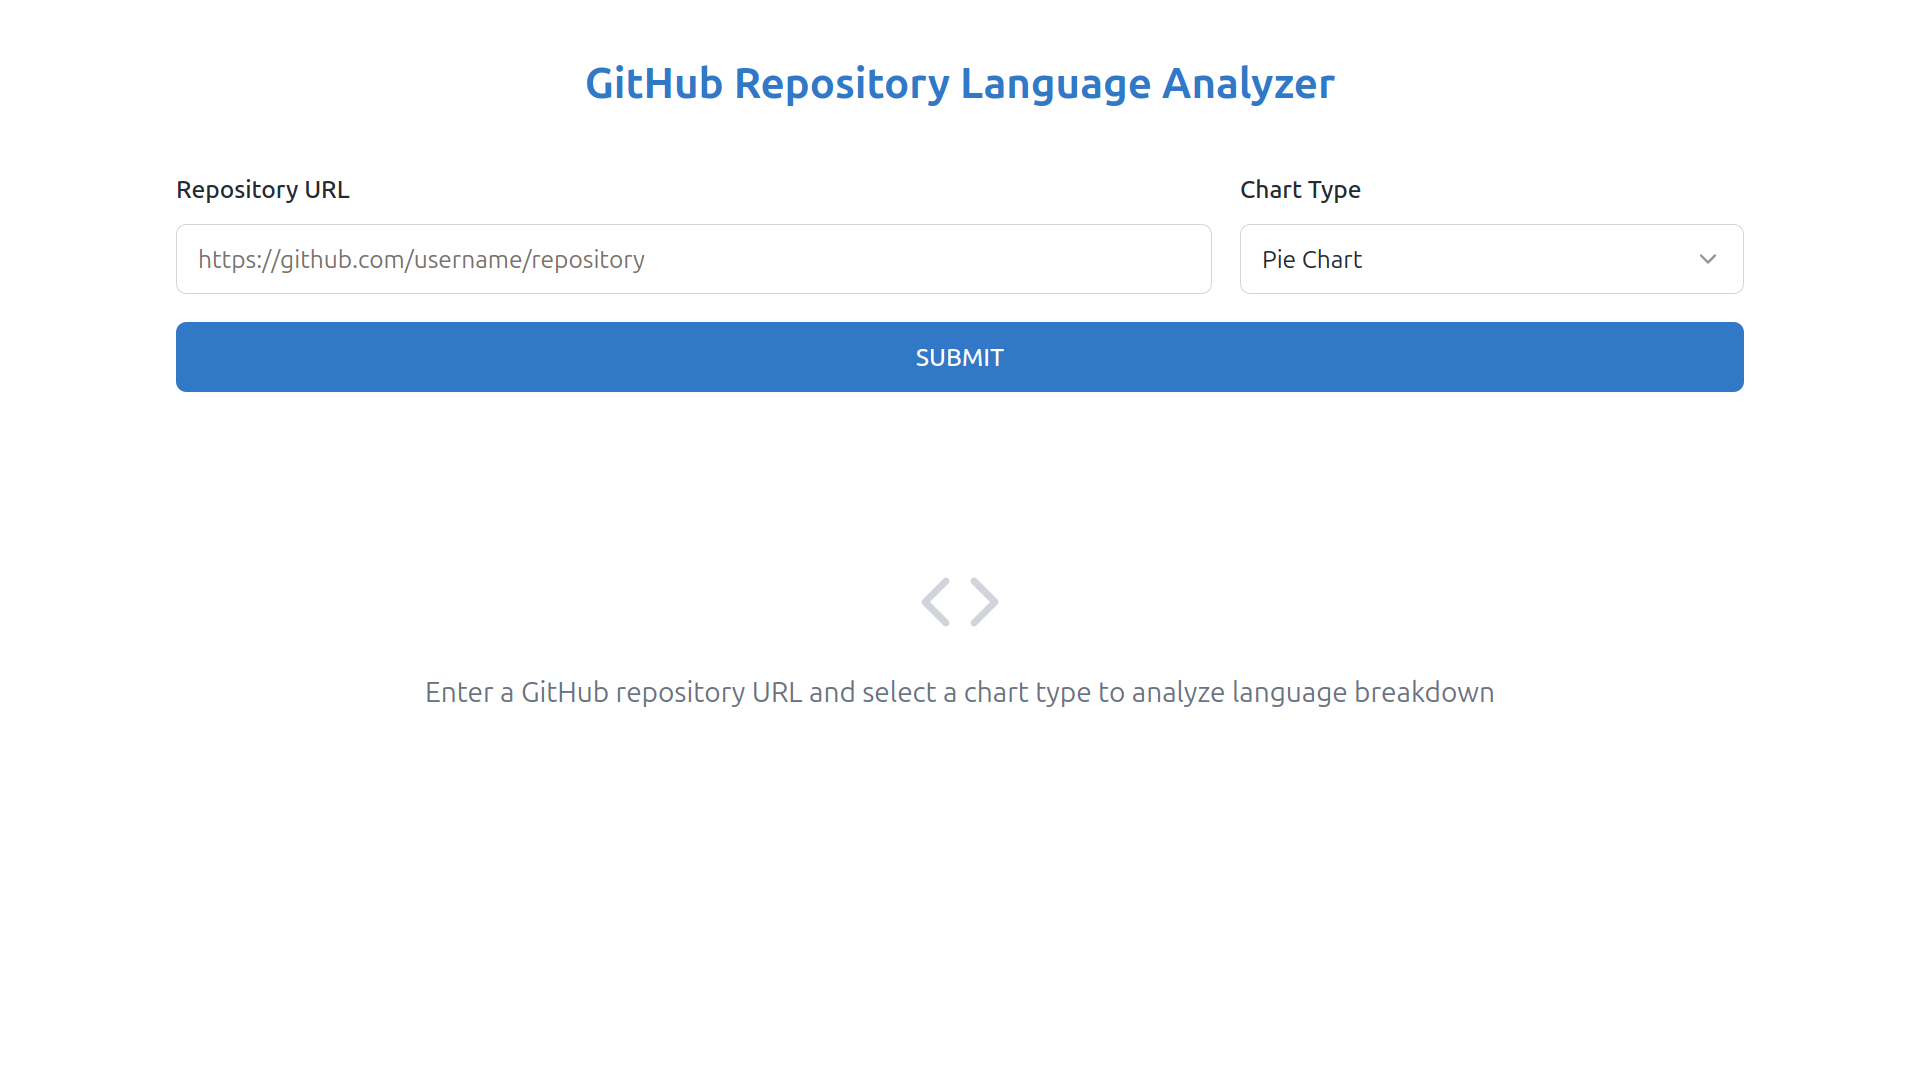 GitHub Repository Language Analyzer
Repository URL
Chart Type
https://github.com/username/repository
Pie Chart
SUBMIT
Enter a GitHub repository URL and select a chart type to analyze language breakdown